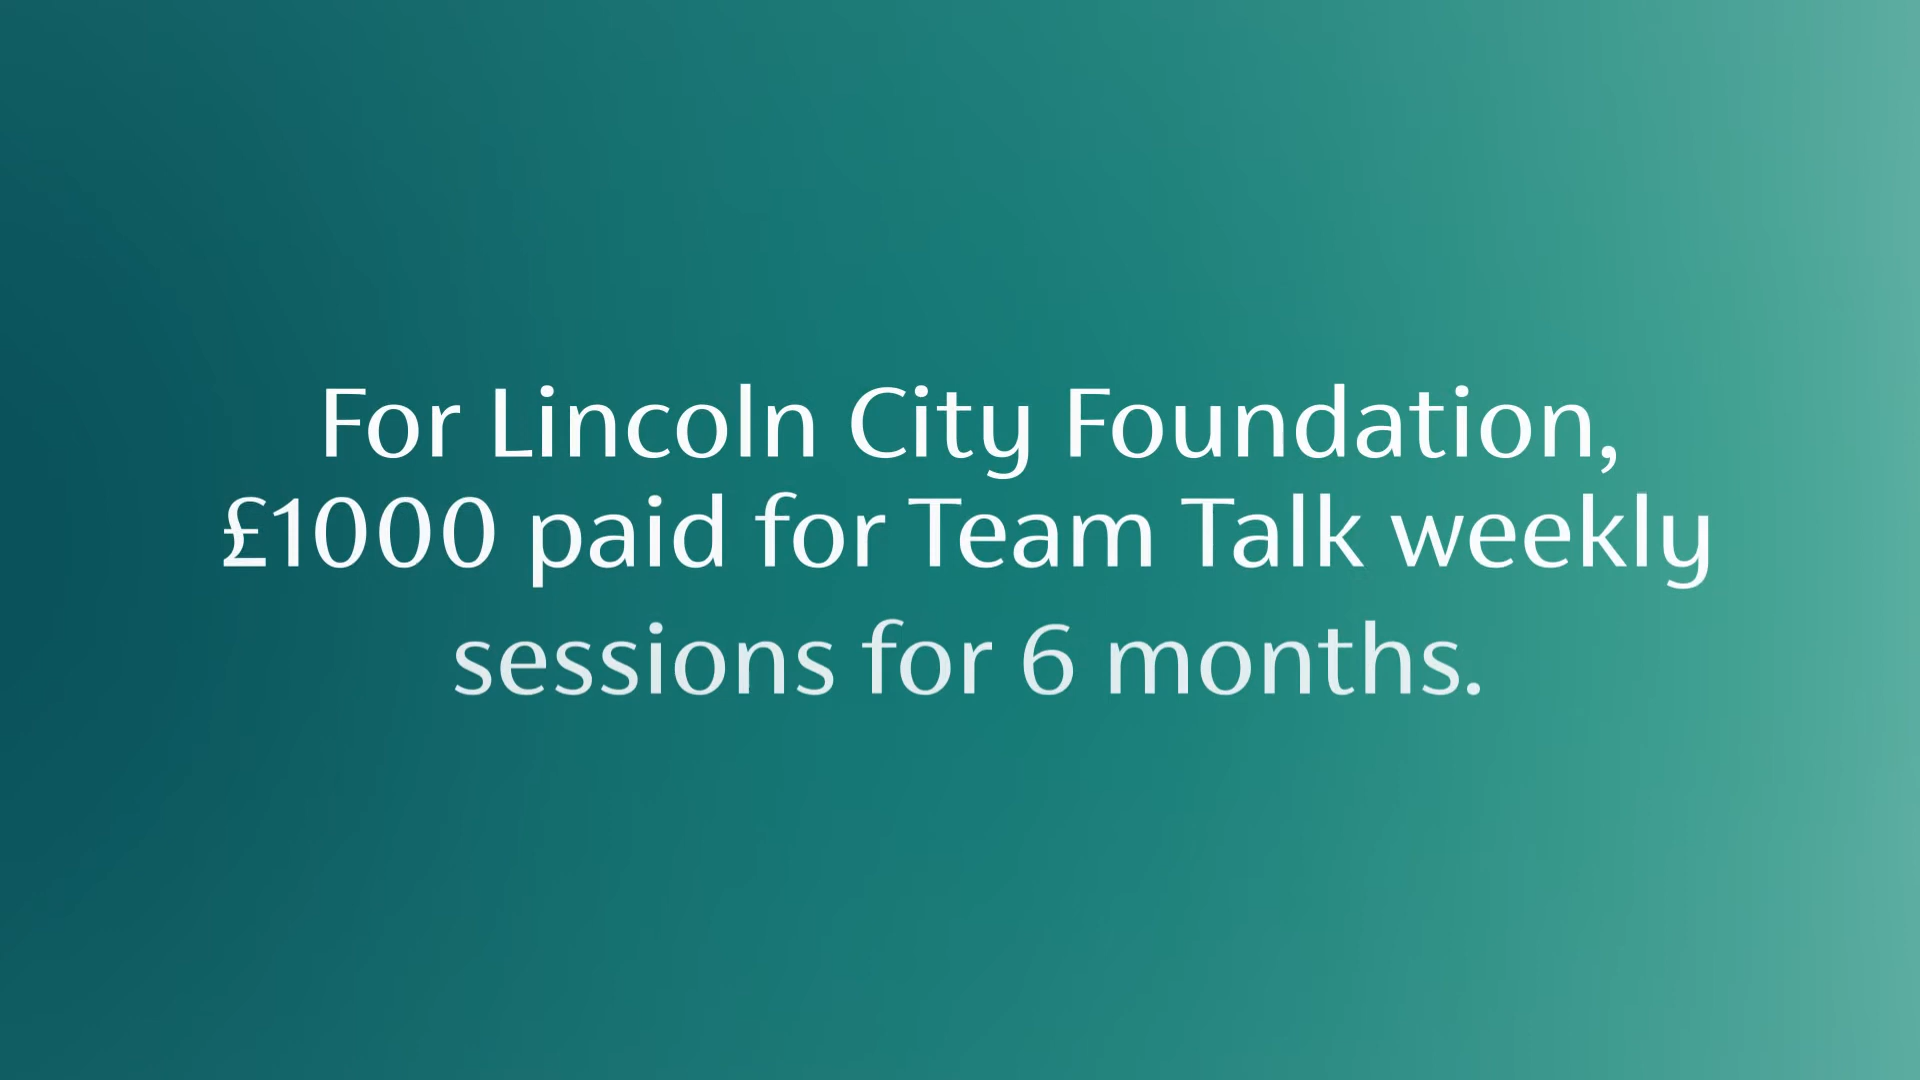 For Lincoln City Foundation,
£1000 paid for Team Talk weekly
sessions for 6 months.